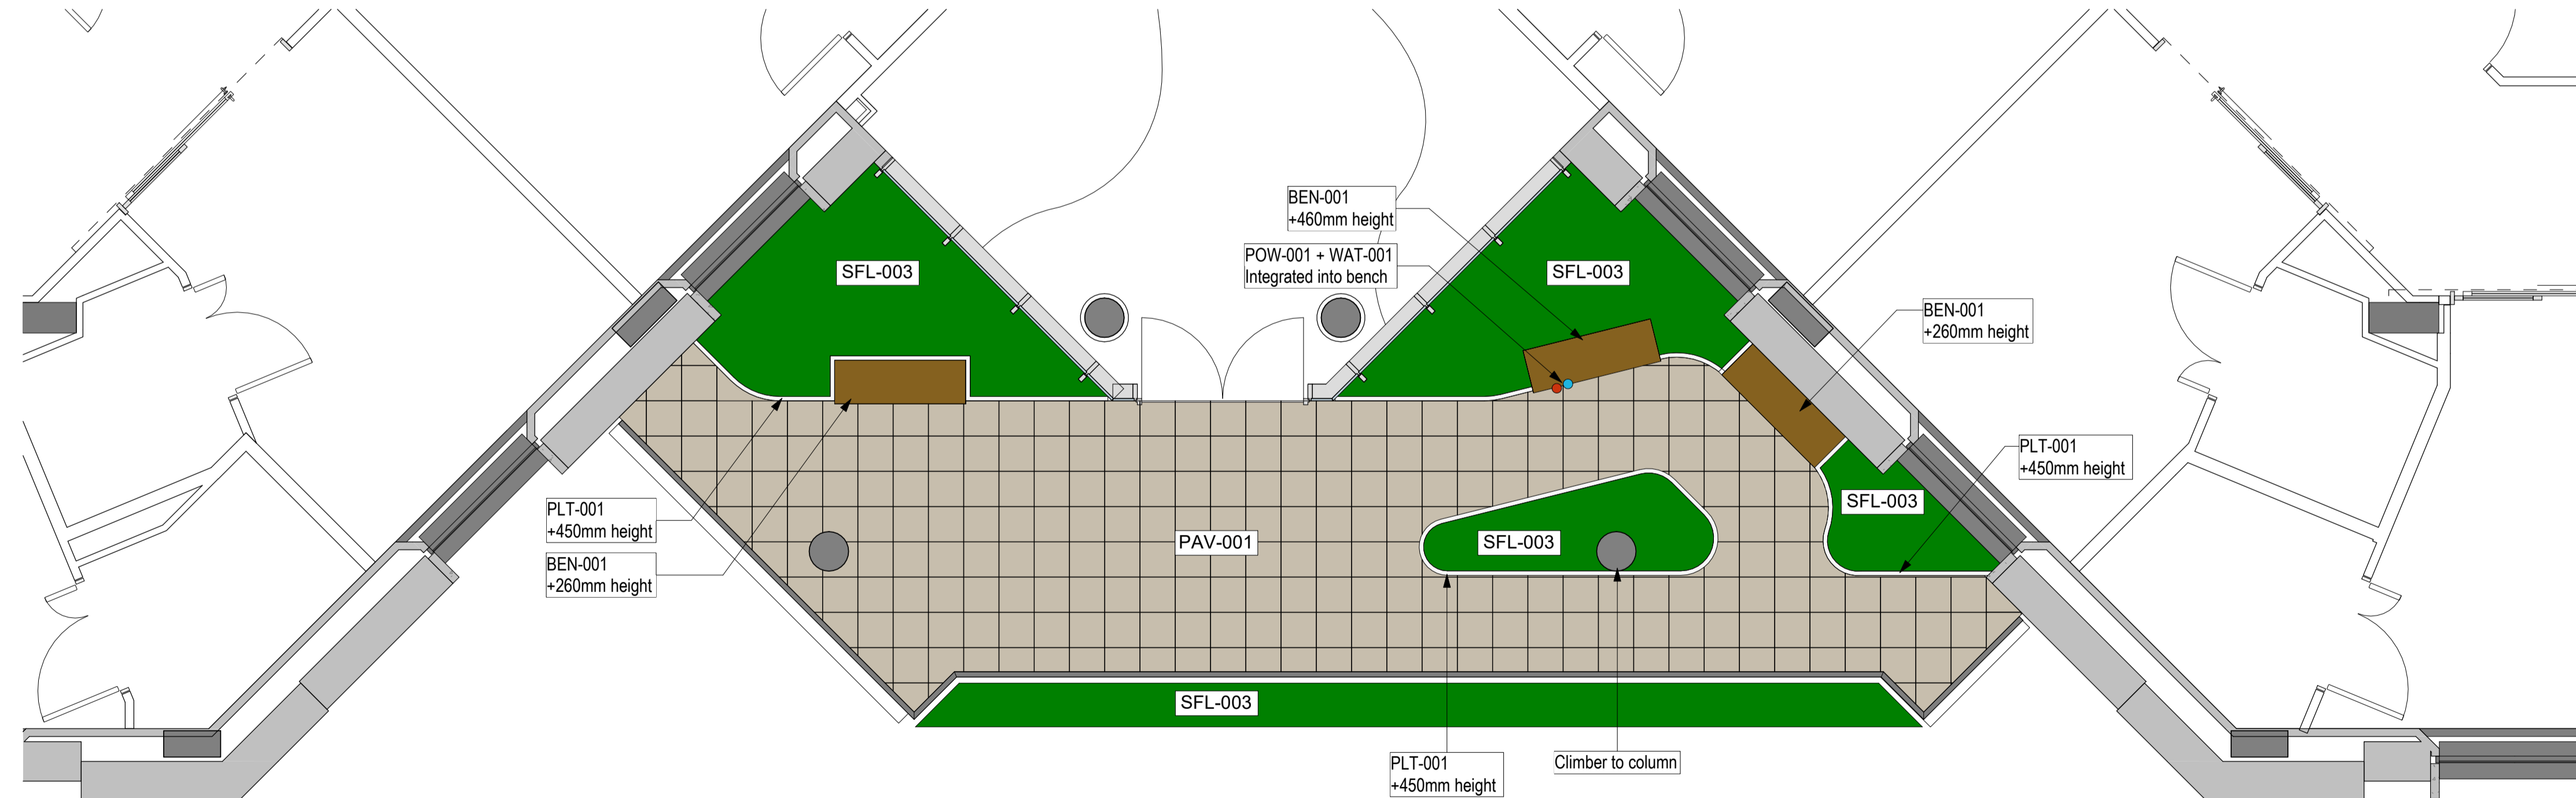 BEN-001
+460mm height
POW-001 + WAT-001
Integrated into bench
SFL-003
SFL-003
BEN-001
+260mm height
PLT-001
+450mm height
SFL-003
PLT-001
+450mm height
BEN-001
+260mm height
PAV-001
SFL-003
SFL-003
PLT-001
+450mm height
Climber to column